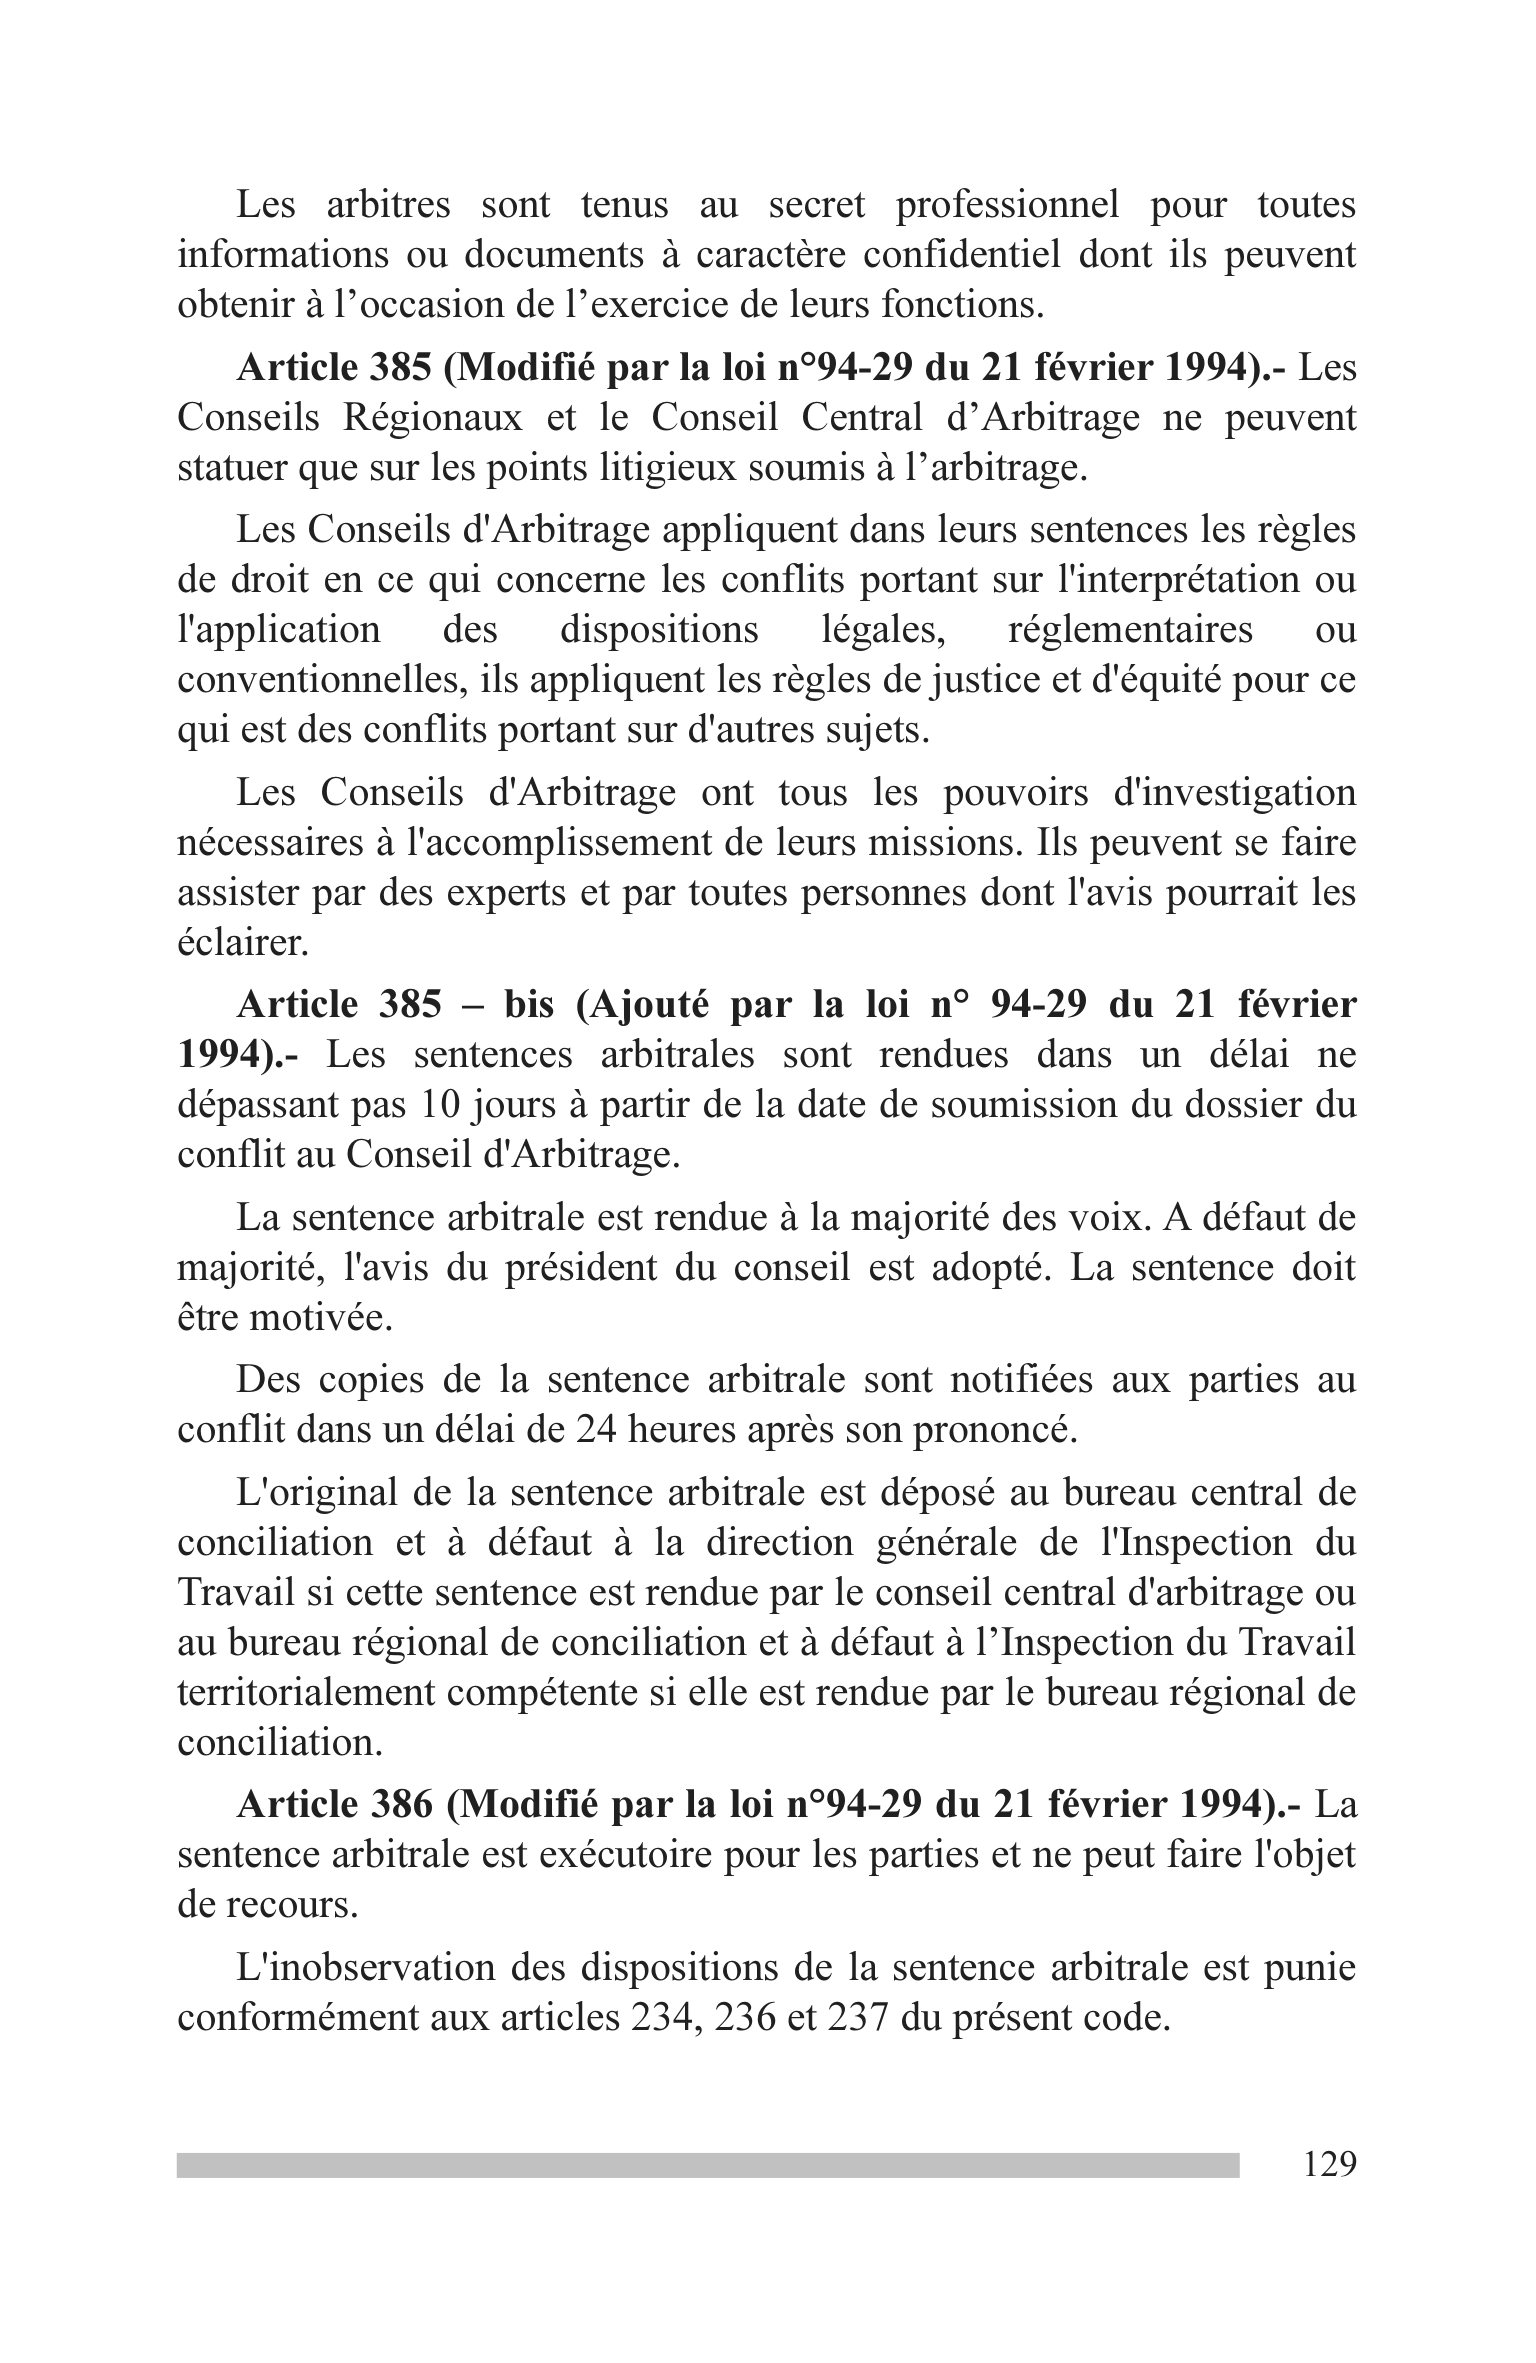 Les arbitres sont tenus au secret professionnel pour toutes
informations ou documents à caractère confidentiel dont ils peuvent
obtenir à l’occasion de l’exercice de leurs fonctions.
Article 385 (Modifié par la loi n°94-29 du 21 février 1994).- Les
Conseils Régionaux et le Conseil Central d’Arbitrage ne peuvent
statuer que sur les points litigieux soumis à l’arbitrage.
Les Conseils d'Arbitrage appliquent dans leurs sentences les règles
de droit en ce qui concerne les conflits portant sur l'interprétation ou
l'application des dispositions légales, réglementaires ou
conventionnelles, ils appliquent les règles de justice et d'équité pour ce
qui est des conflits portant sur d'autres sujets.
Les Conseils d'Arbitrage ont tous les pouvoirs d'investigation
nécessaires à l'accomplissement de leurs missions. Ils peuvent se faire
assister par des experts et par toutes personnes dont l'avis pourrait les
éclairer.
Article 385 – bis (Ajouté par la loi n° 94-29 du 21 février
1994).- Les sentences arbitrales sont rendues dans un délai ne
dépassant pas 10 jours à partir de la date de soumission du dossier du
conflit au Conseil d'Arbitrage.
La sentence arbitrale est rendue à la majorité des voix. A défaut de
majorité, l'avis du président du conseil est adopté. La sentence doit
être motivée.
Des copies de la sentence arbitrale sont notifiées aux parties au
conflit dans un délai de 24 heures après son prononcé.
L'original de la sentence arbitrale est déposé au bureau central de
conciliation et à défaut à la direction générale de l'Inspection du
Travail si cette sentence est rendue par le conseil central d'arbitrage ou
au bureau régional de conciliation et à défaut à l’Inspection du Travail
territorialement compétente si elle est rendue par le bureau régional de
conciliation.
Article 386 (Modifié par la loi n°94-29 du 21 février 1994).- La
sentence arbitrale est exécutoire pour les parties et ne peut faire l'objet
de recours.
L'inobservation des dispositions de la sentence arbitrale est punie
conformément aux articles 234, 236 et 237 du présent code.
129